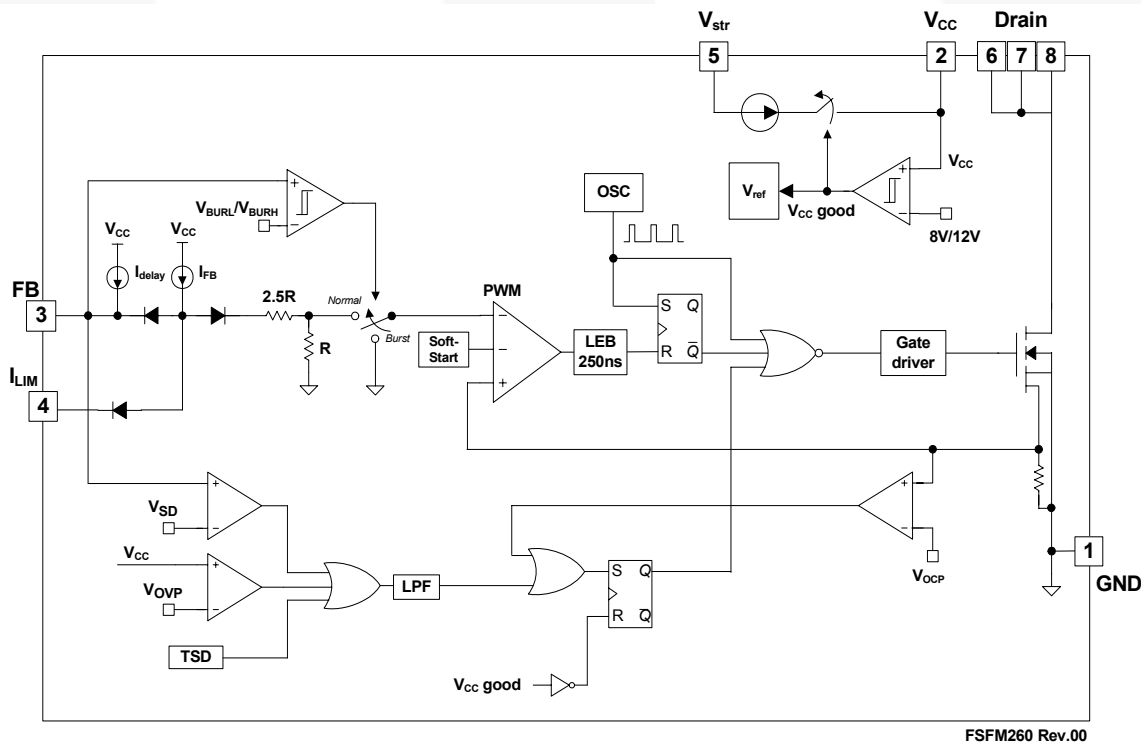 Vstr
VCC
Drain
5
2
6
7
8
VCC
OSC
Vref
VCC good
8V/12V
VBURL/VBURH
VCC
VCC
Idelay
IFB
FB
3
2.5R
Normal
Burst
R
PWM
Soft-
Start
LEB
250ns
S
Q
R
Q̅
Gate
driver
ILIM
4
VSD
VCC
VOVP
LPF
S
Q
R
Q̅
VOCP
1
GND
TSD
VCC good
FSFM260 Rev.00